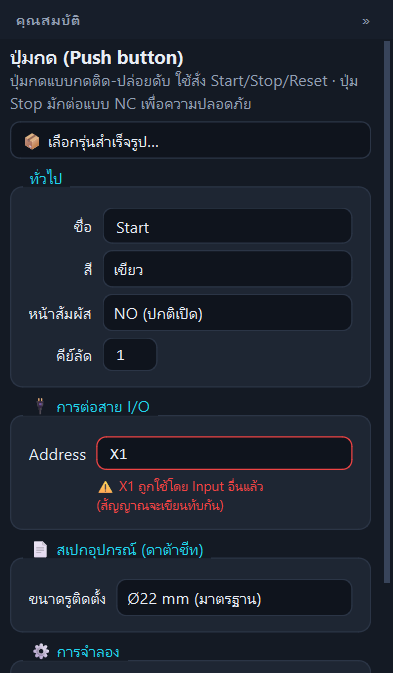 คุณสมบัติ »
ปุ่มกด (Push button)
ปุ่มกดแบบกดติด-ปล่อยดับ ใช้สั่ง Start/Stop/Reset · ปุ่ม
Stop มักต่อแบบ NC เพื่อความปลอดภัย
📦 เลือกรุ่นสำเร็จรูป...
ทั่วไป
ชื่อ Start
สี เขียว
หน้าสัมผัส NO (ปกติเปิด)
คีย์ลัด 1
🔌 การต่อสาย I/O
Address X1
⚠️ X1 ถูกใช้โดย Input อื่นแล้ว
(สัญญาณจะเขียนทับกัน)
📄 สเปกอุปกรณ์ (ดาต้าชีท)
ขนาดรูติดตั้ง Ø22 mm (มาตรฐาน)
⚙️ การจำลอง